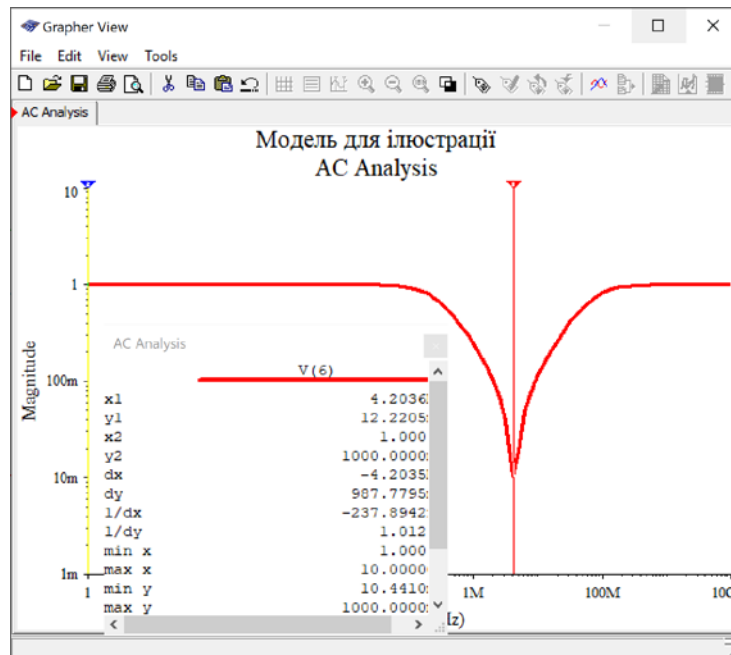 Grapher View
File Edit View Tools
AC Analysis
Модель для ілюстрації
AC Analysis
Magnitude
10
1
100m
10m
1m
1
1M
100M
AC Analysis
V(6)
x1 4.2036
y1 12.2205
x2 1.000
y2 1000.0000
dx -4.2035
dy 987.7795
1/dx -237.8942
1/dy 1.012
min x 1.000
max x 10.0000
min y 10.4410
max y 1000.0000